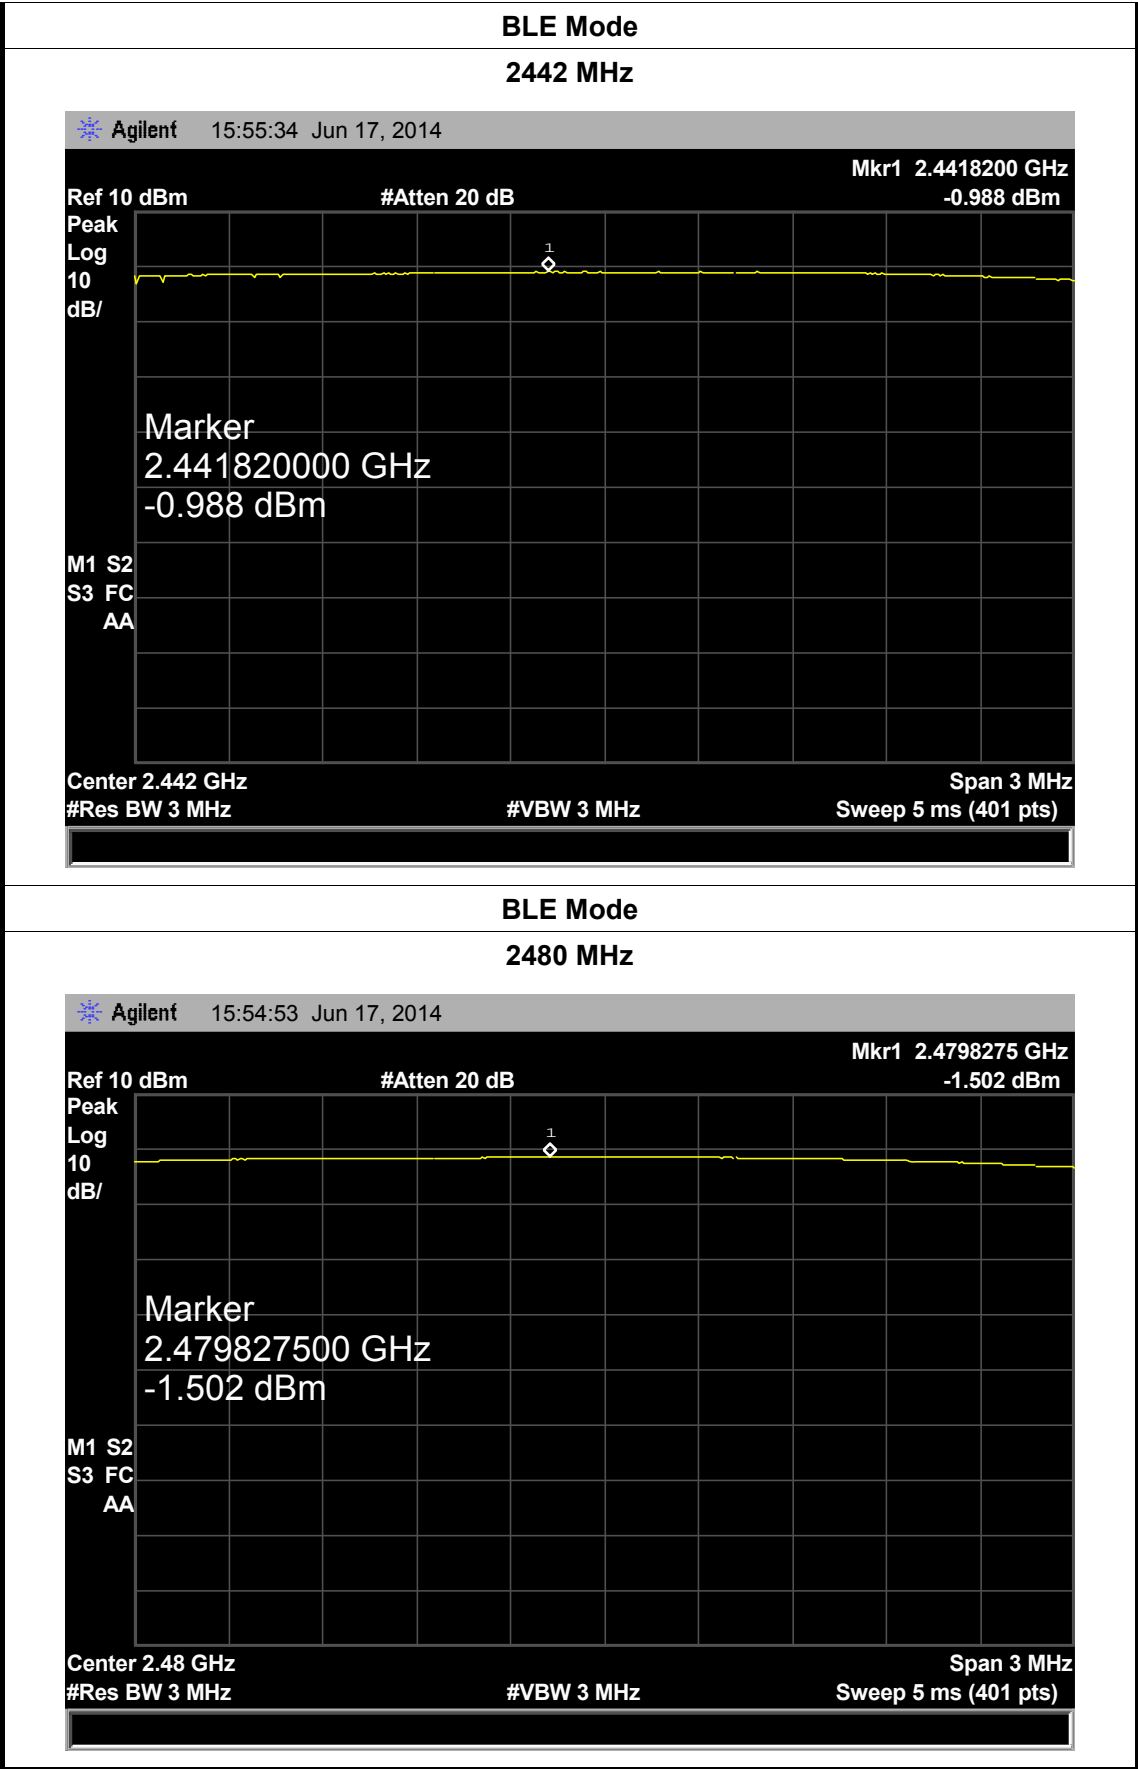 BLE Mode
2442 MHz
Agilent 15:55:34 Jun 17, 2014
Mkr1 2.4418200 GHz
Ref 10 dBm #Atten 20 dB -0.988 dBm
Peak
Log
10
dB/
1
Marker
2.441820000 GHz
-0.988 dBm
M1 S2
S3 FC
AA
Center 2.442 GHz Span 3 MHz
#Res BW 3 MHz #VBW 3 MHz Sweep 5 ms (401 pts)
BLE Mode
2480 MHz
Agilent 15:54:53 Jun 17, 2014
Mkr1 2.4798275 GHz
Ref 10 dBm #Atten 20 dB -1.502 dBm
Peak
Log
10
dB/
1
Marker
2.479827500 GHz
-1.502 dBm
M1 S2
S3 FC
AA
Center 2.48 GHz Span 3 MHz
#Res BW 3 MHz #VBW 3 MHz Sweep 5 ms (401 pts)